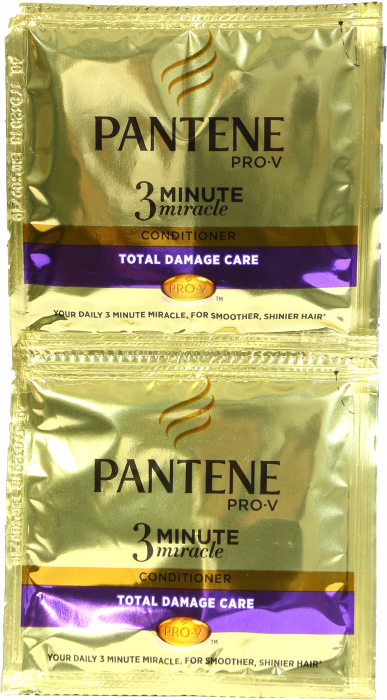 PANTENE
PRO-V
3 MINUTE
miracle
CONDITIONER
TOTAL DAMAGE CARE
PRO-V
TM
YOUR DAILY 3 MINUTE MIRACLE, FOR SMOOTHER, SHINIER HAIR*
PANTENE
PRO-V
3 MINUTE
miracle
CONDITIONER
TOTAL DAMAGE CARE
PRO-V
TM
YOUR DAILY 3 MINUTE MIRACLE, FOR SMOOTHER, SHINIER HAIR*